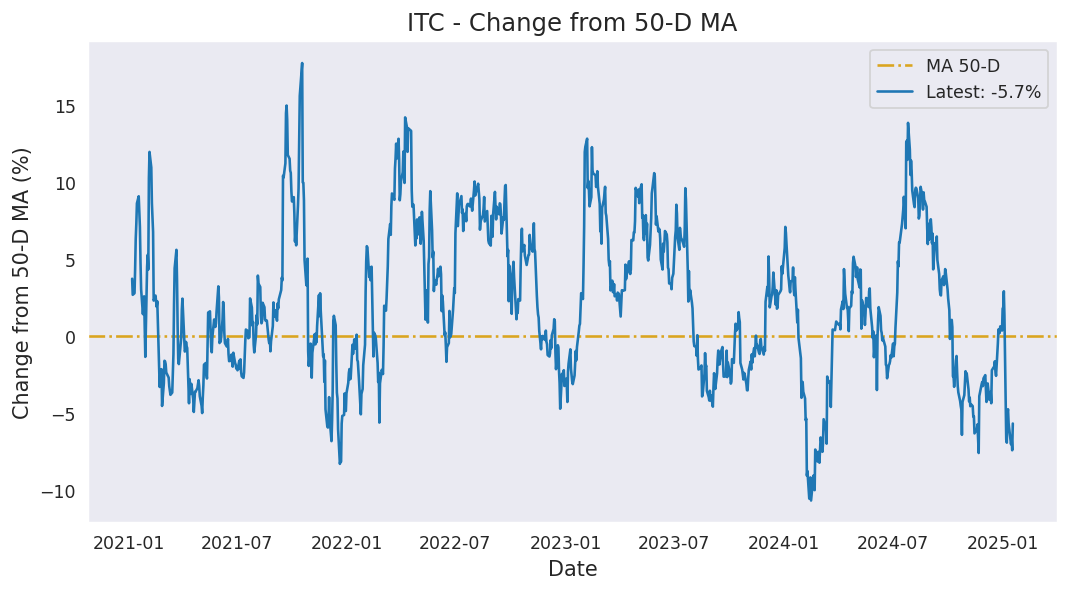 ITC - Change from 50-D MA
MA 50-D
Latest: -5.7%
Change from 50-D MA (%)
15
10
5
0
−5
−10
2021-01 2021-07 2022-01 2022-07 2023-01 2023-07 2024-01 2024-07 2025-01
Date